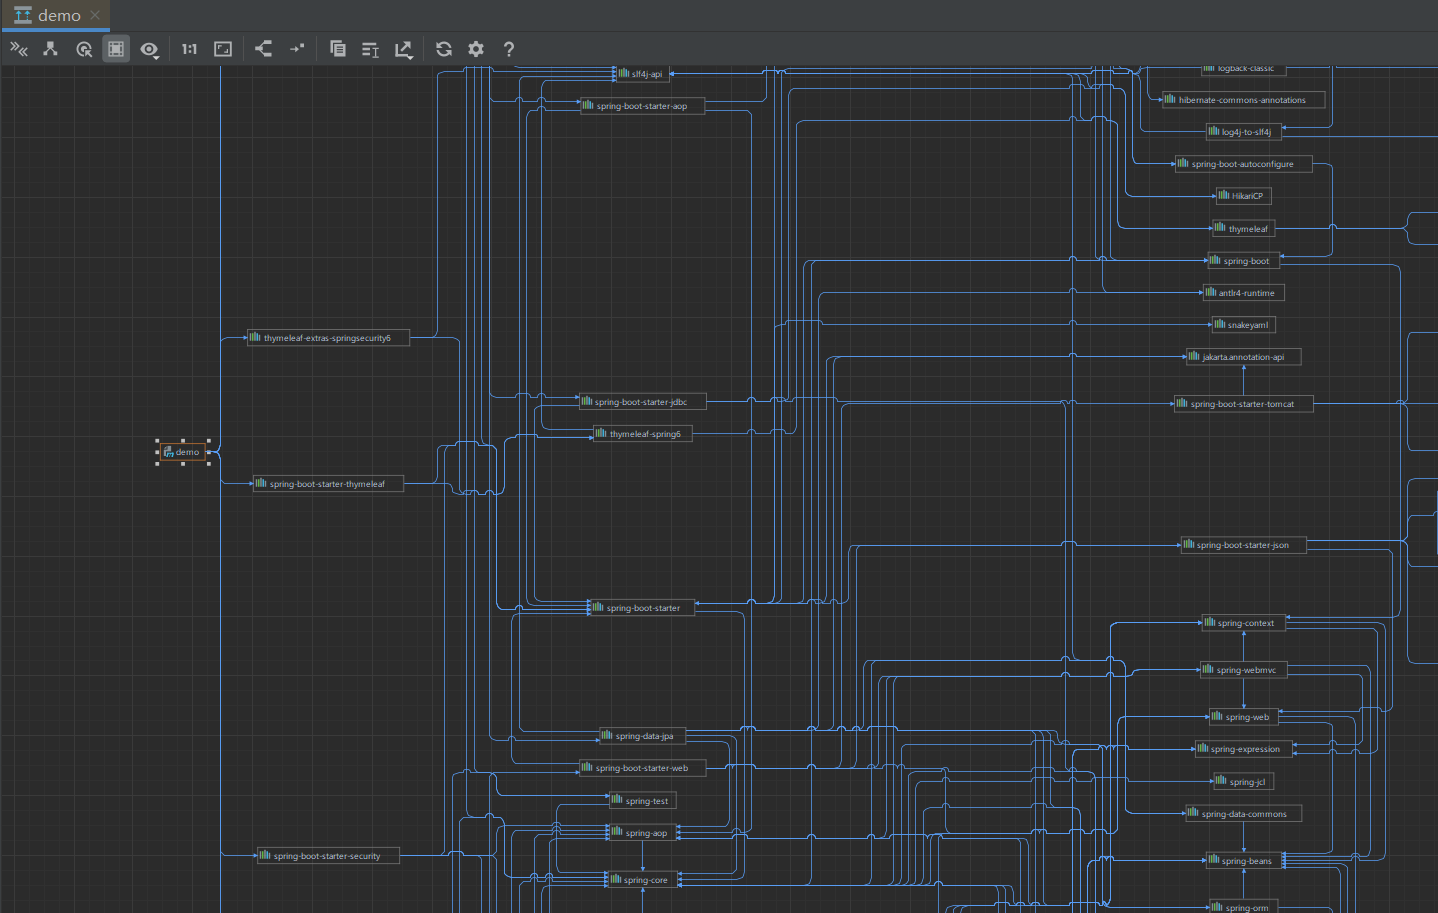 demo
1:1
?
slf4j-api
logback-classic
spring-boot-starter-aop
hibernate-commons-annotations
log4j-to-slf4j
spring-boot-autoconfigure
HikariCP
thymeleaf
spring-boot
antlr4-runtime
snakeyaml
thymeleaf-extras-springsecurity6
jakarta.annotation-api
spring-boot-starter-jdbc
spring-boot-starter-tomcat
thymeleaf-spring6
demo
spring-boot-starter-thymeleaf
spring-boot-starter-json
spring-boot-starter
spring-context
spring-webmvc
spring-web
spring-data-jpa
spring-expression
spring-boot-starter-web
spring-jcl
spring-test
spring-data-commons
spring-aop
spring-boot-starter-security
spring-beans
spring-core
spring-orm